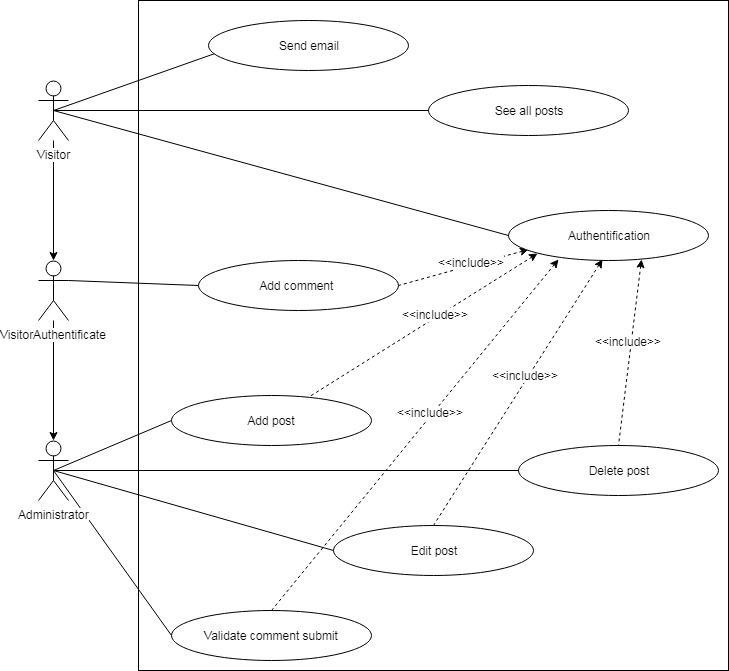 Send email
See all posts
Visitor
Authentification
<<include>>
VisitorAuthentificate
Add comment
<<include>>
<<include>>
<<include>>
<<include>>
Add post
Delete post
Administrator
Edit post
Validate comment submit